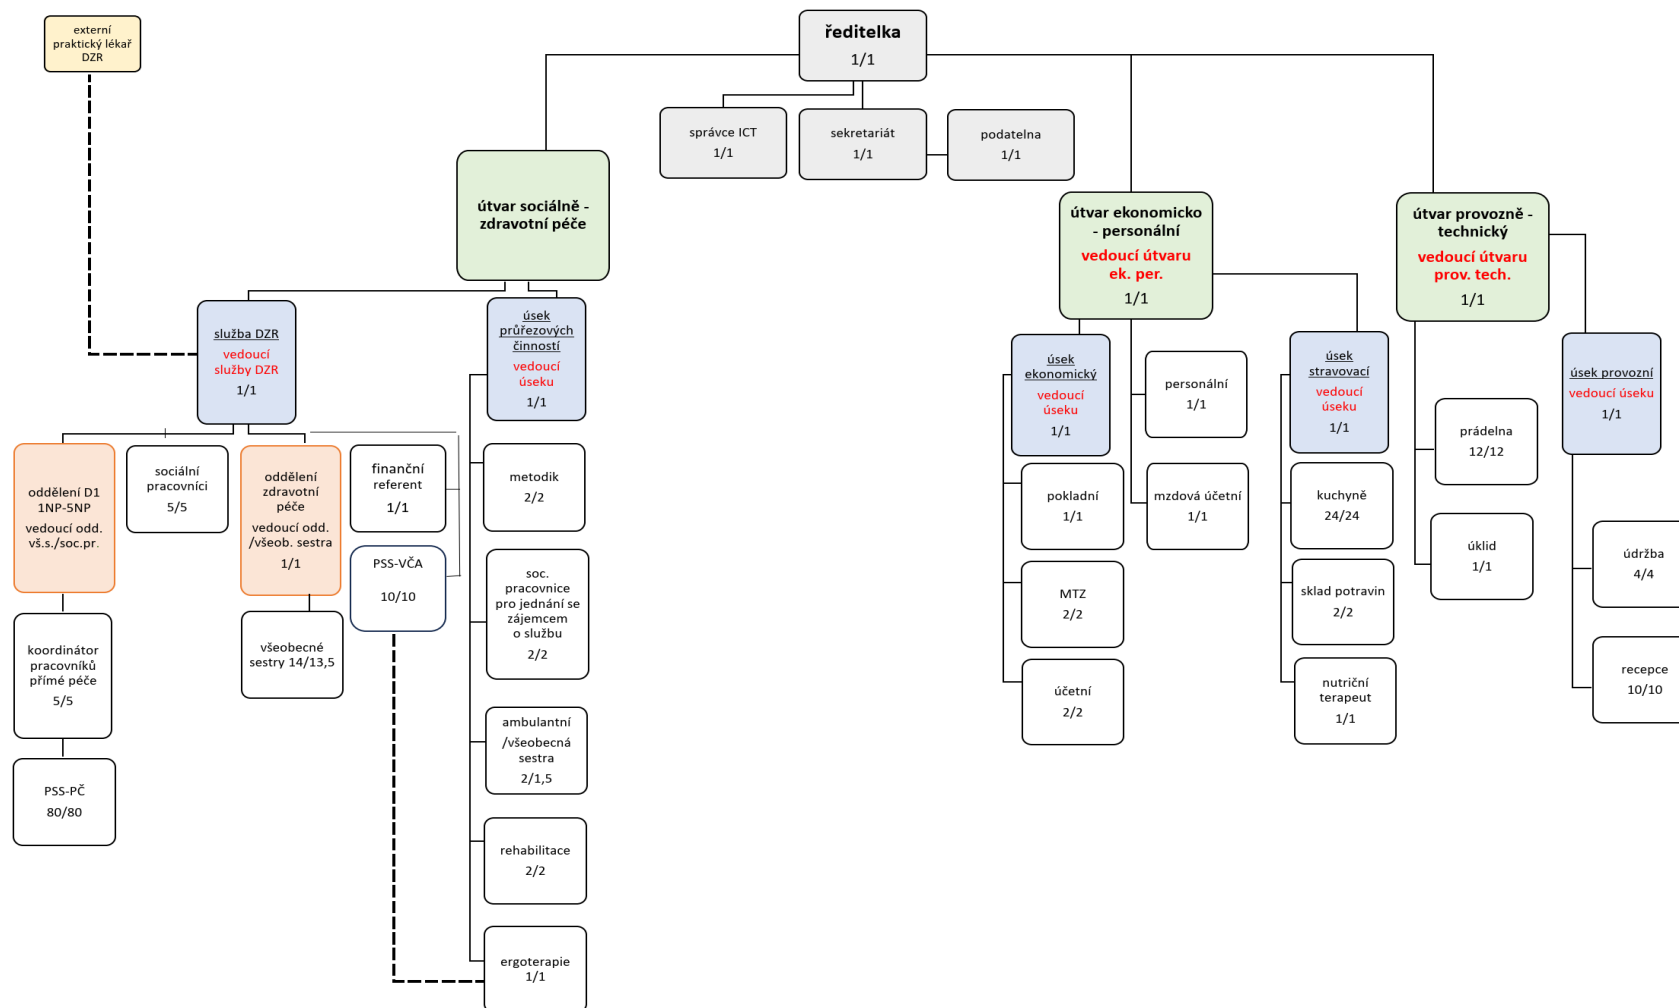 externí
praktický lékař
DZR
ředitelka
1/1
správce ICT
1/1
sekretariát
1/1
podatelna
1/1
útvar sociálně -
zdravotní péče
útvar ekonomicko
- personální
vedoucí útvaru
ek. per.
1/1
útvar provozně -
technický
vedoucí útvaru
prov. tech.
1/1
služba DZR
vedoucí
služby DZR
1/1
úsek
průřezových
činností
vedoucí
úseku
1/1
úsek
ekonomický
vedoucí
úseku
1/1
personální
1/1
úsek
stravovací
vedoucí
úseku
1/1
prádelna
12/12
úsek provozní
vedoucí úseku
1/1
oddělení D1
1NP-5NP
vedoucí odd.
vš.s./soc.pr.
sociální
pracovníci
5/5
oddělení
zdravotní
péče
vedoucí odd.
/všeob. sestra
1/1
finanční
referent
1/1
metodik
2/2
pokladní
1/1
mzdová účetní
1/1
kuchyně
24/24
úklid
1/1
údržba
4/4
PSS-VČA
10/10
soc.
pracovnice
pro jednání se
zájemcem
o službu
2/2
MTZ
2/2
sklad potravin
2/2
koordinátor
pracovníků
přímé péče
5/5
všeobecné
sestry 14/13,5
účetní
2/2
nutriční
terapeut
1/1
recepce
10/10
ambulantní
/všeobecná
sestra
2/1,5
PSS-PČ
80/80
rehabilitace
2/2
ergoterapie
1/1